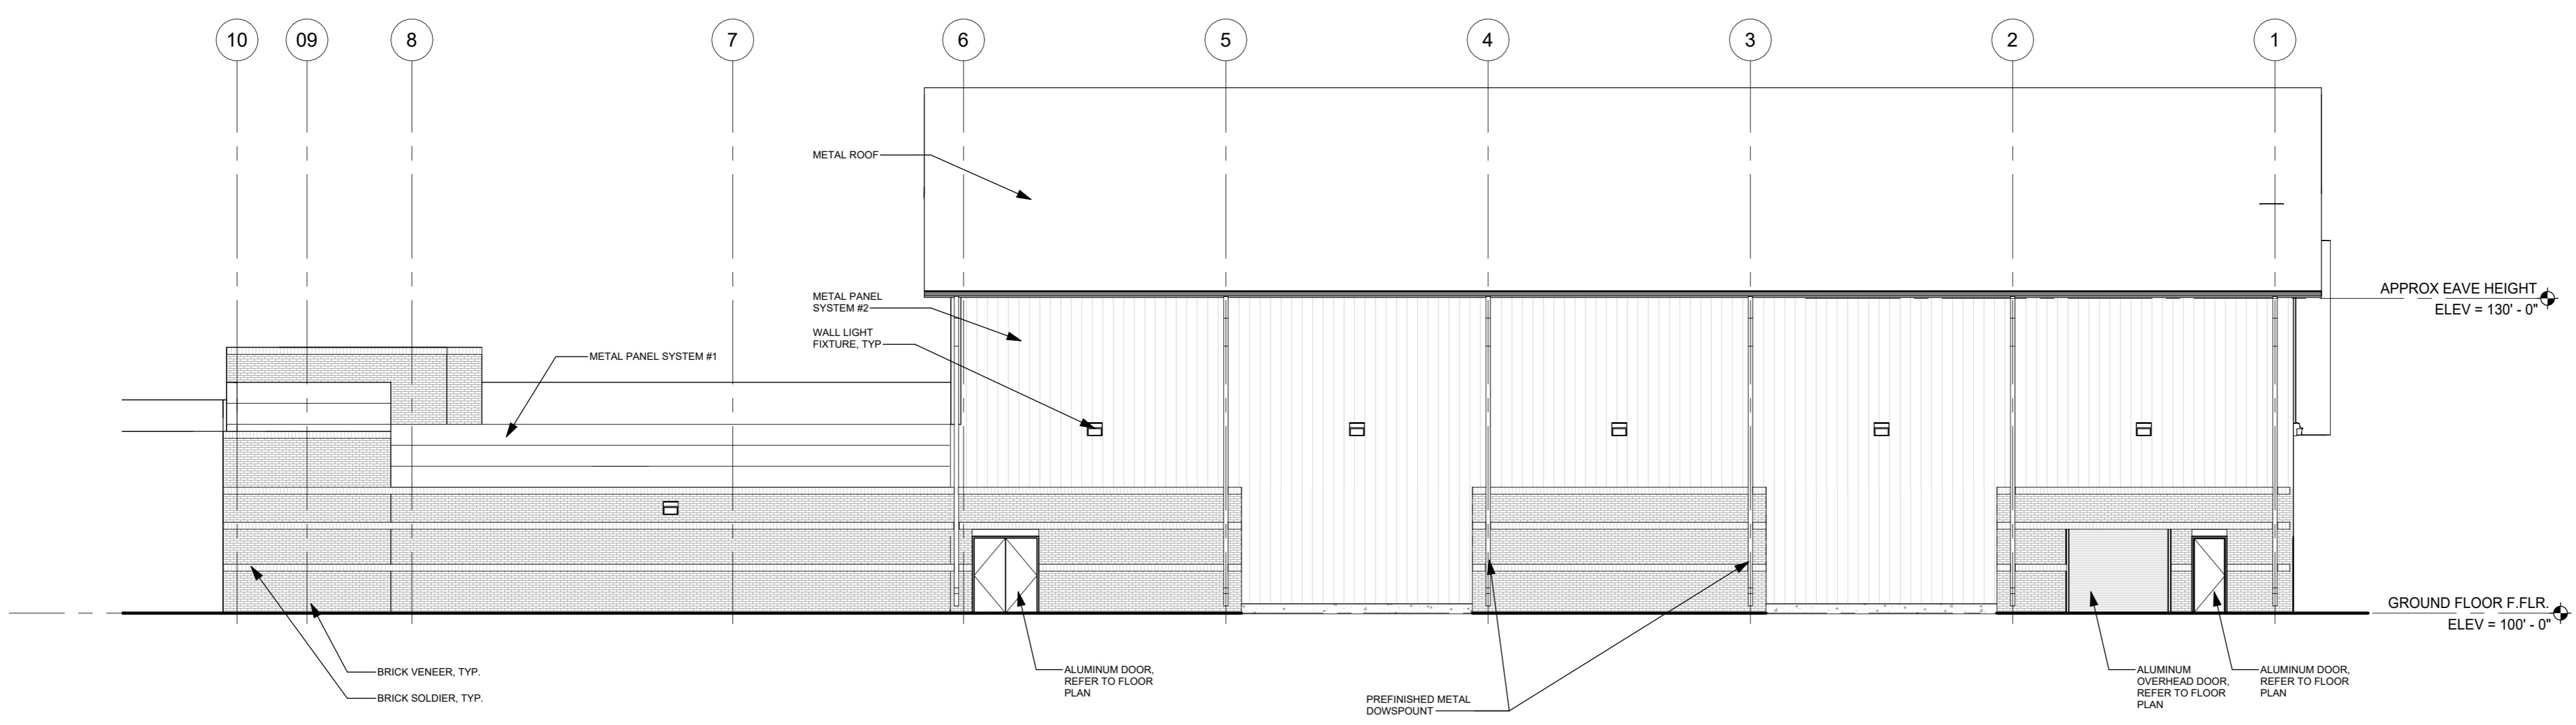 10
09
8
7
6
5
4
3
2
1
METAL ROOF
METAL PANEL
SYSTEM #2
WALL LIGHT
FIXTURE, TYP
METAL PANEL SYSTEM #1
APPROX EAVE HEIGHT
ELEV = 130' - 0"
GROUND FLOOR F.FLR.
ELEV = 100' - 0"
BRICK VENEER, TYP.
BRICK SOLDIER, TYP.
ALUMINUM DOOR,
REFER TO FLOOR
PLAN
PREFINISHED METAL
DOWSPOUNT
ALUMINUM
OVERHEAD DOOR,
REFER TO FLOOR
PLAN
ALUMINUM DOOR,
REFER TO FLOOR
PLAN